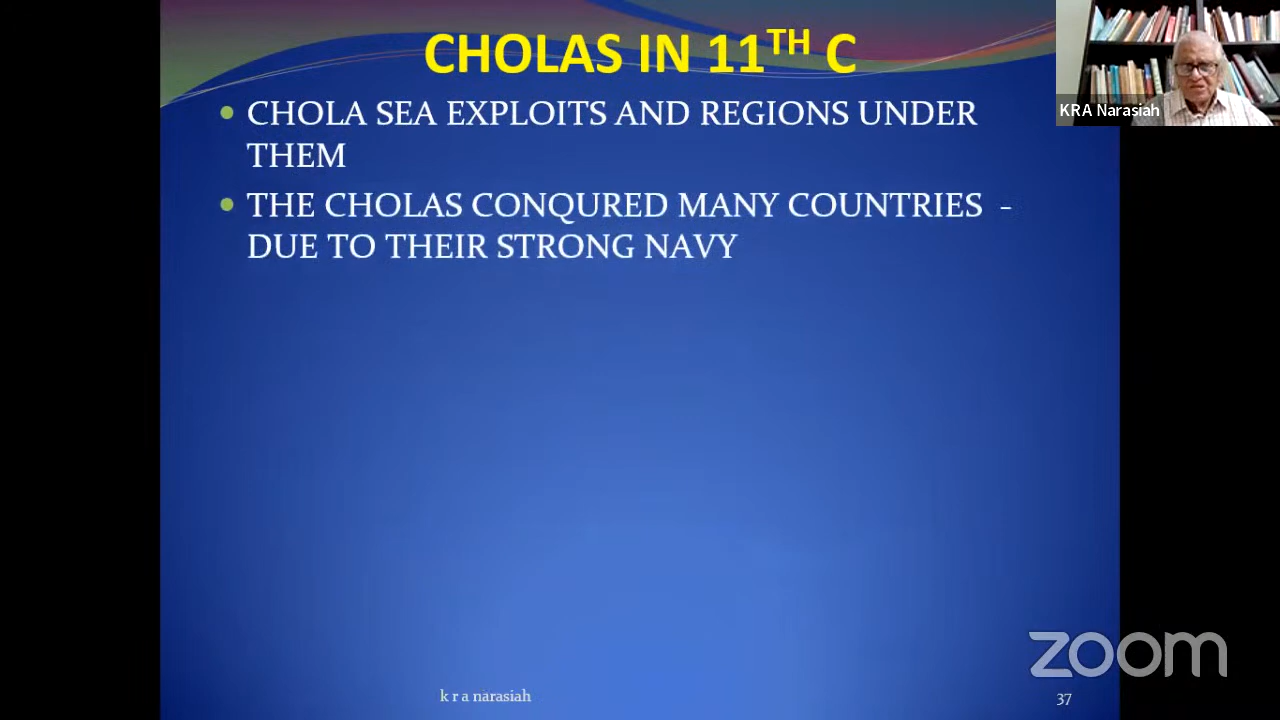 CHOLAS IN 11TH C
KRA Narasiah
CHOLA SEA EXPLOITS AND REGIONS UNDER
THEM
THE CHOLAS CONQURED MANY COUNTRIES -
DUE TO THEIR STRONG NAVY
zoom
k r a narasiah
37